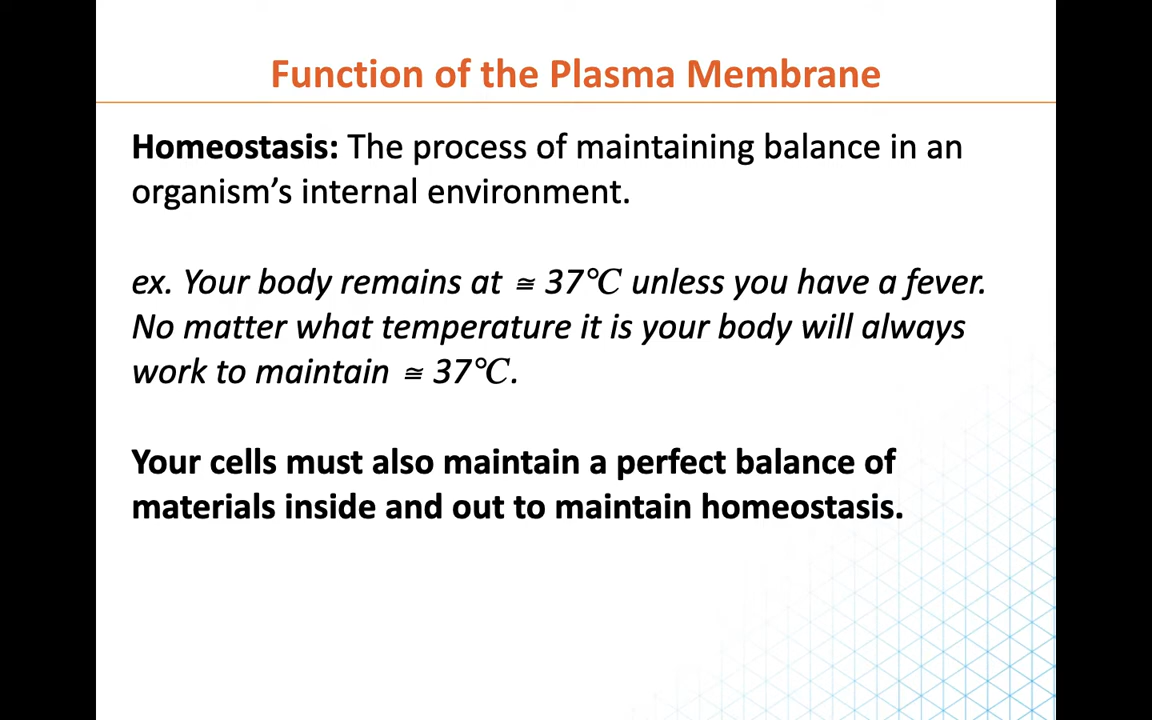 Function of the Plasma Membrane
Homeostasis: The process of maintaining balance in an
organism’s internal environment.
ex. Your body remains at ≅ 37℃ unless you have a fever.
No matter what temperature it is your body will always
work to maintain ≅ 37℃.
Your cells must also maintain a perfect balance of
materials inside and out to maintain homeostasis.